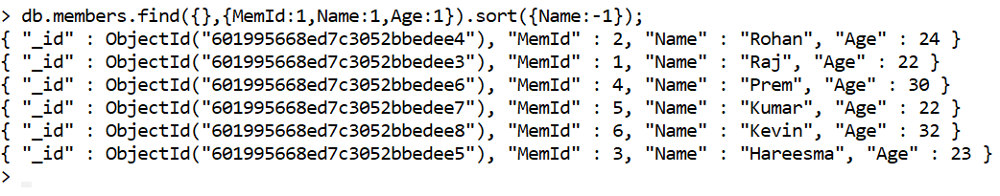 > db.members.find({},{MemId:1,Name:1,Age:1}).sort({Name:-1});
{ "_id" : ObjectId("601995668ed7c3052bbedee4"), "MemId" : 2, "Name" : "Rohan", "Age" : 24 }
{ "_id" : ObjectId("601995668ed7c3052bbedee3"), "MemId" : 1, "Name" : "Raj", "Age" : 22 }
{ "_id" : ObjectId("601995668ed7c3052bbedee6"), "MemId" : 4, "Name" : "Prem", "Age" : 30 }
{ "_id" : ObjectId("601995668ed7c3052bbedee7"), "MemId" : 5, "Name" : "Kumar", "Age" : 22 }
{ "_id" : ObjectId("601995668ed7c3052bbedee8"), "MemId" : 6, "Name" : "Kevin", "Age" : 32 }
{ "_id" : ObjectId("601995668ed7c3052bbedee5"), "MemId" : 3, "Name" : "Hareesma", "Age" : 23 }
>